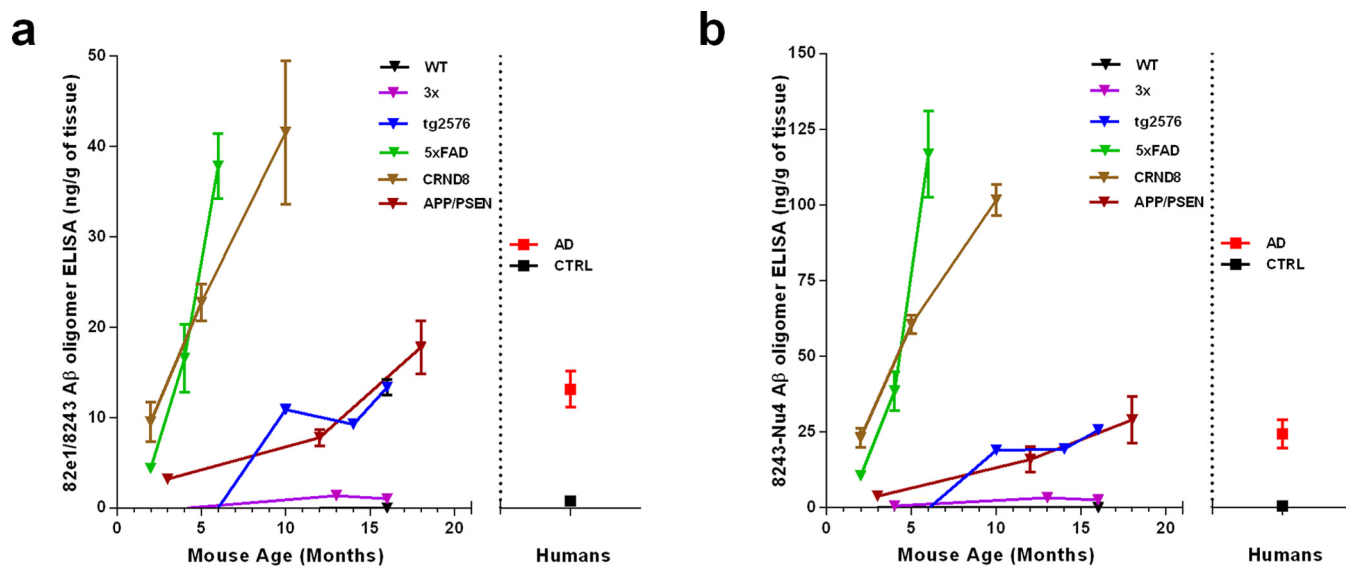 a
82e1/8243 Aβ oligomer ELISA (ng/g of tissue)
50
40
30
20
10
0
0 5 10 15 20
Mouse Age (Months)
WT
3x
tg2576
5xFAD
CRND8
APP/PSEN
AD
CTRL
Humans
b
8243-Nu4 Aβ oligomer ELISA (ng/g of tissue)
150
125
100
75
50
25
0
0 5 10 15 20
Mouse Age (Months)
WT
3x
tg2576
5xFAD
CRND8
APP/PSEN
AD
CTRL
Humans